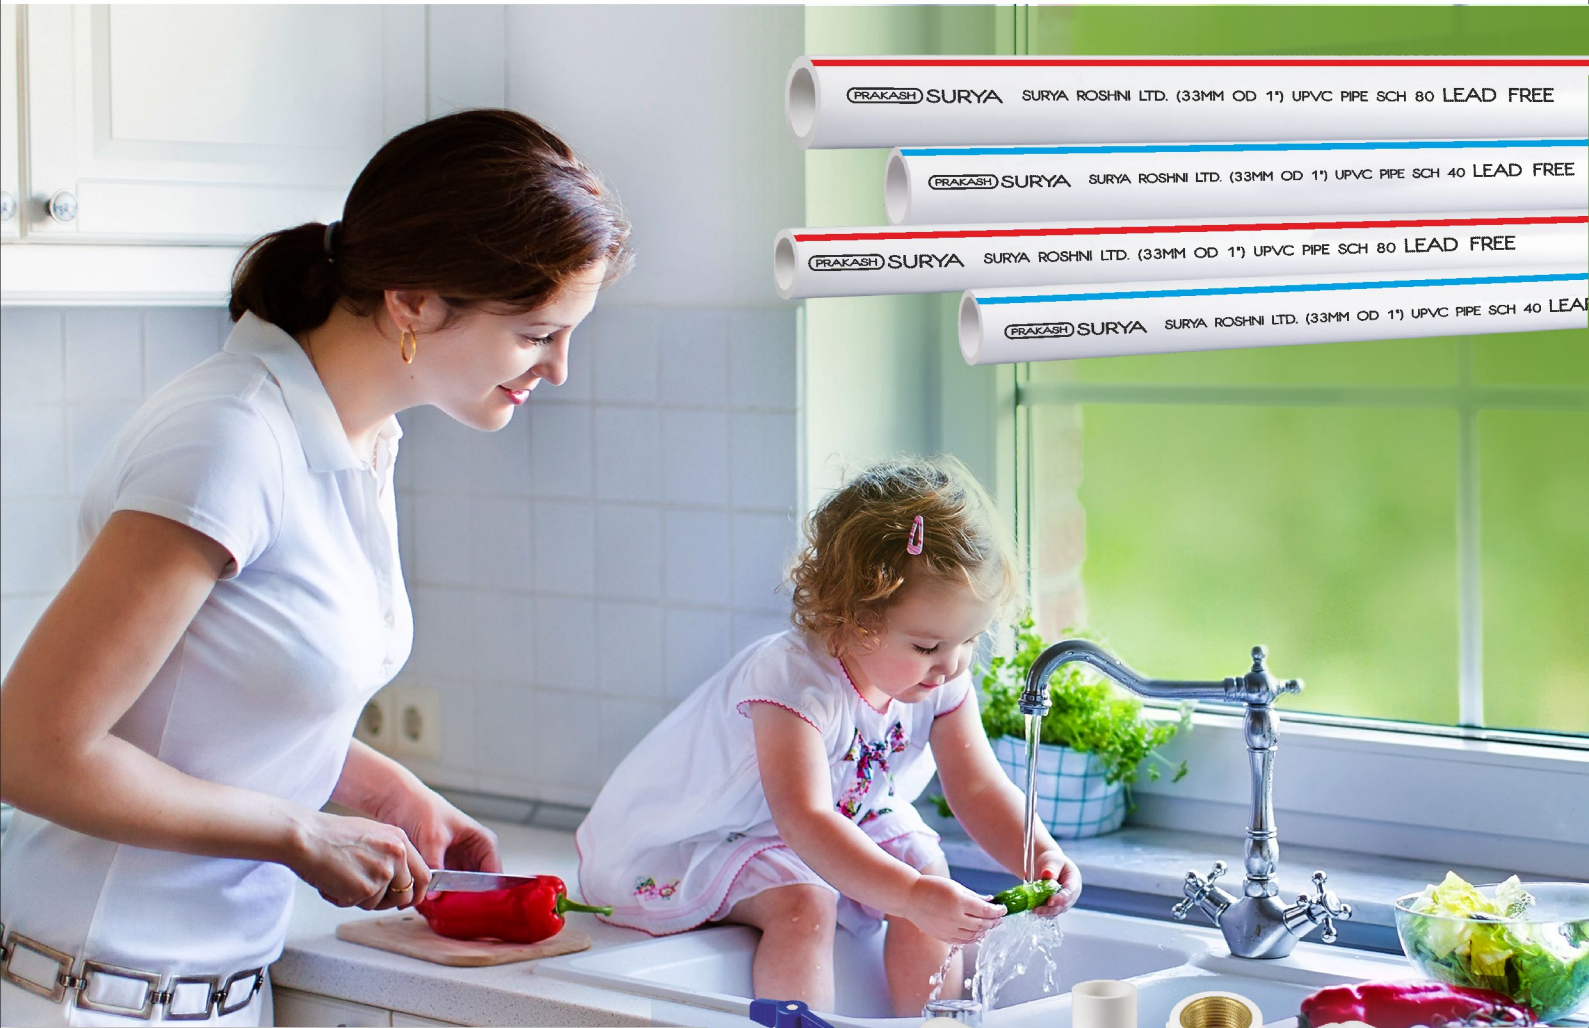 PRAKASH SURYA SURYA ROSHNI LTD. (33MM OD 1") UPVC PIPE SCH 80 LEAD FREE
PRAKASH SURYA SURYA ROSHNI LTD. (33MM OD 1") UPVC PIPE SCH 40 LEAD FREE
PRAKASH SURYA SURYA ROSHNI LTD. (33MM OD 1") UPVC PIPE SCH 80 LEAD FREE
PRAKASH SURYA SURYA ROSHNI LTD. (33MM OD 1") UPVC PIPE SCH 40